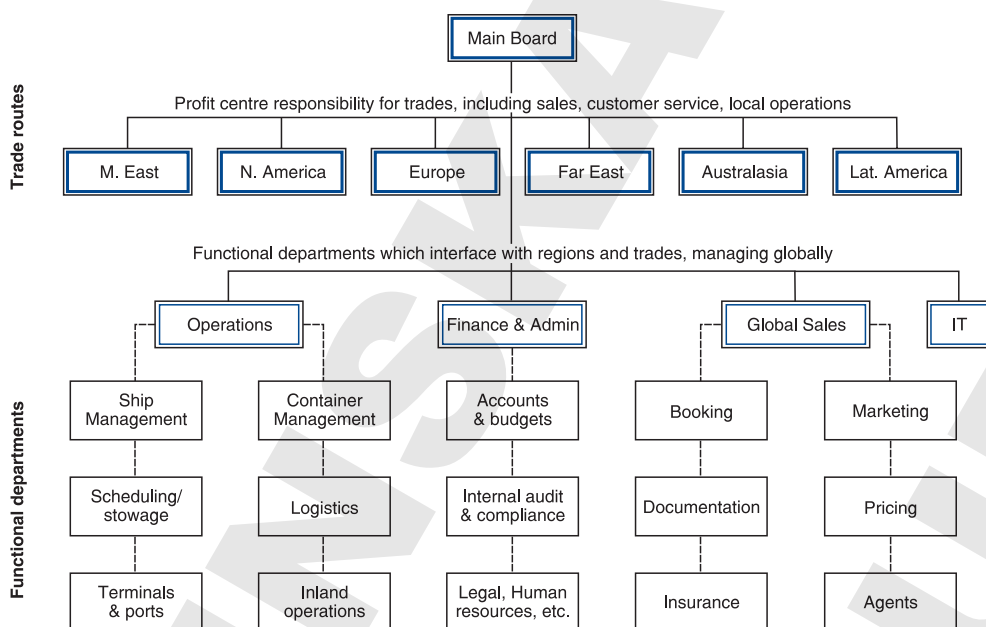 Main Board
Trade routes
Profit centre responsibility for trades, including sales, customer service, local operations
M. East
N. America
Europe
Far East
Australasia
Lat. America
Functional departments which interface with regions and trades, managing globally
Functional departments
Operations
Finance & Admin
Global Sales
IT
Ship
Management
Container
Management
Accounts
& budgets
Booking
Marketing
Scheduling/
stowage
Logistics
Internal audit
& compliance
Documentation
Pricing
Terminals
& ports
Inland
operations
Legal, Human
resources, etc.
Insurance
Agents